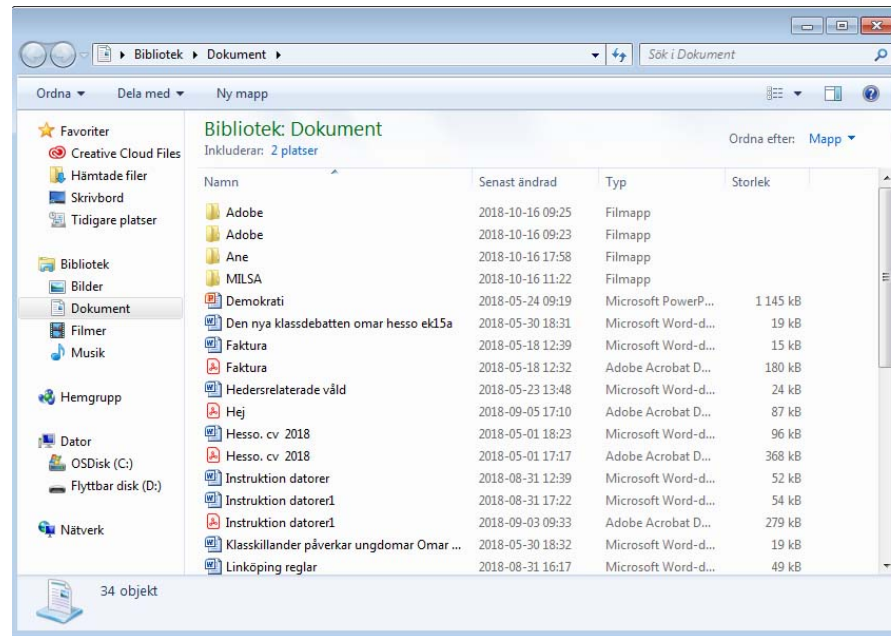 Bibliotek Dokument Sök i Dokument
Ordna Dela med Ny mapp
Favoriter
Creative Cloud Files
Hämtade filer
Skrivbord
Tidigare platser
Bibliotek
Bilder
Dokument
Filmer
Musik
Hemgrupp
Dator
OSDisk (C:)
Flyttbar disk (D:)
Nätverk
Bibliotek: Dokument
Inkluderar: 2 platser
Ordna efter: Mapp
Namn Senast ändrad Typ Storlek
Adobe 2018-10-16 09:25 Filmapp
Adobe 2018-10-16 09:23 Filmapp
Ane 2018-10-16 17:58 Filmapp
MILSA 2018-10-16 11:22 Filmapp
Demokrati 2018-05-24 09:19 Microsoft PowerP... 1 145 kB
Den nya klassdebatten omar hesso ek15a 2018-05-30 18:31 Microsoft Word-d... 19 kB
Faktura 2018-05-18 12:39 Microsoft Word-d... 15 kB
Faktura 2018-05-18 12:32 Adobe Acrobat D... 180 kB
Hedersrelaterade våld 2018-05-23 13:48 Microsoft Word-d... 24 kB
Hej 2018-09-05 17:10 Adobe Acrobat D... 87 kB
Hesso. cv 2018 2018-05-01 18:23 Microsoft Word-d... 96 kB
Hesso. cv 2018 2018-05-01 17:17 Adobe Acrobat D... 368 kB
Instruktion datorer 2018-08-31 12:39 Microsoft Word-d... 52 kB
Instruktion datorer1 2018-08-31 17:22 Microsoft Word-d... 54 kB
Instruktion datorer1 2018-09-03 09:33 Adobe Acrobat D... 279 kB
Klasskillander påverkar ungdomar Omar ... 2018-05-30 18:32 Microsoft Word-d... 19 kB
Linköping reglar 2018-08-31 16:17 Microsoft Word-d... 49 kB
34 objekt